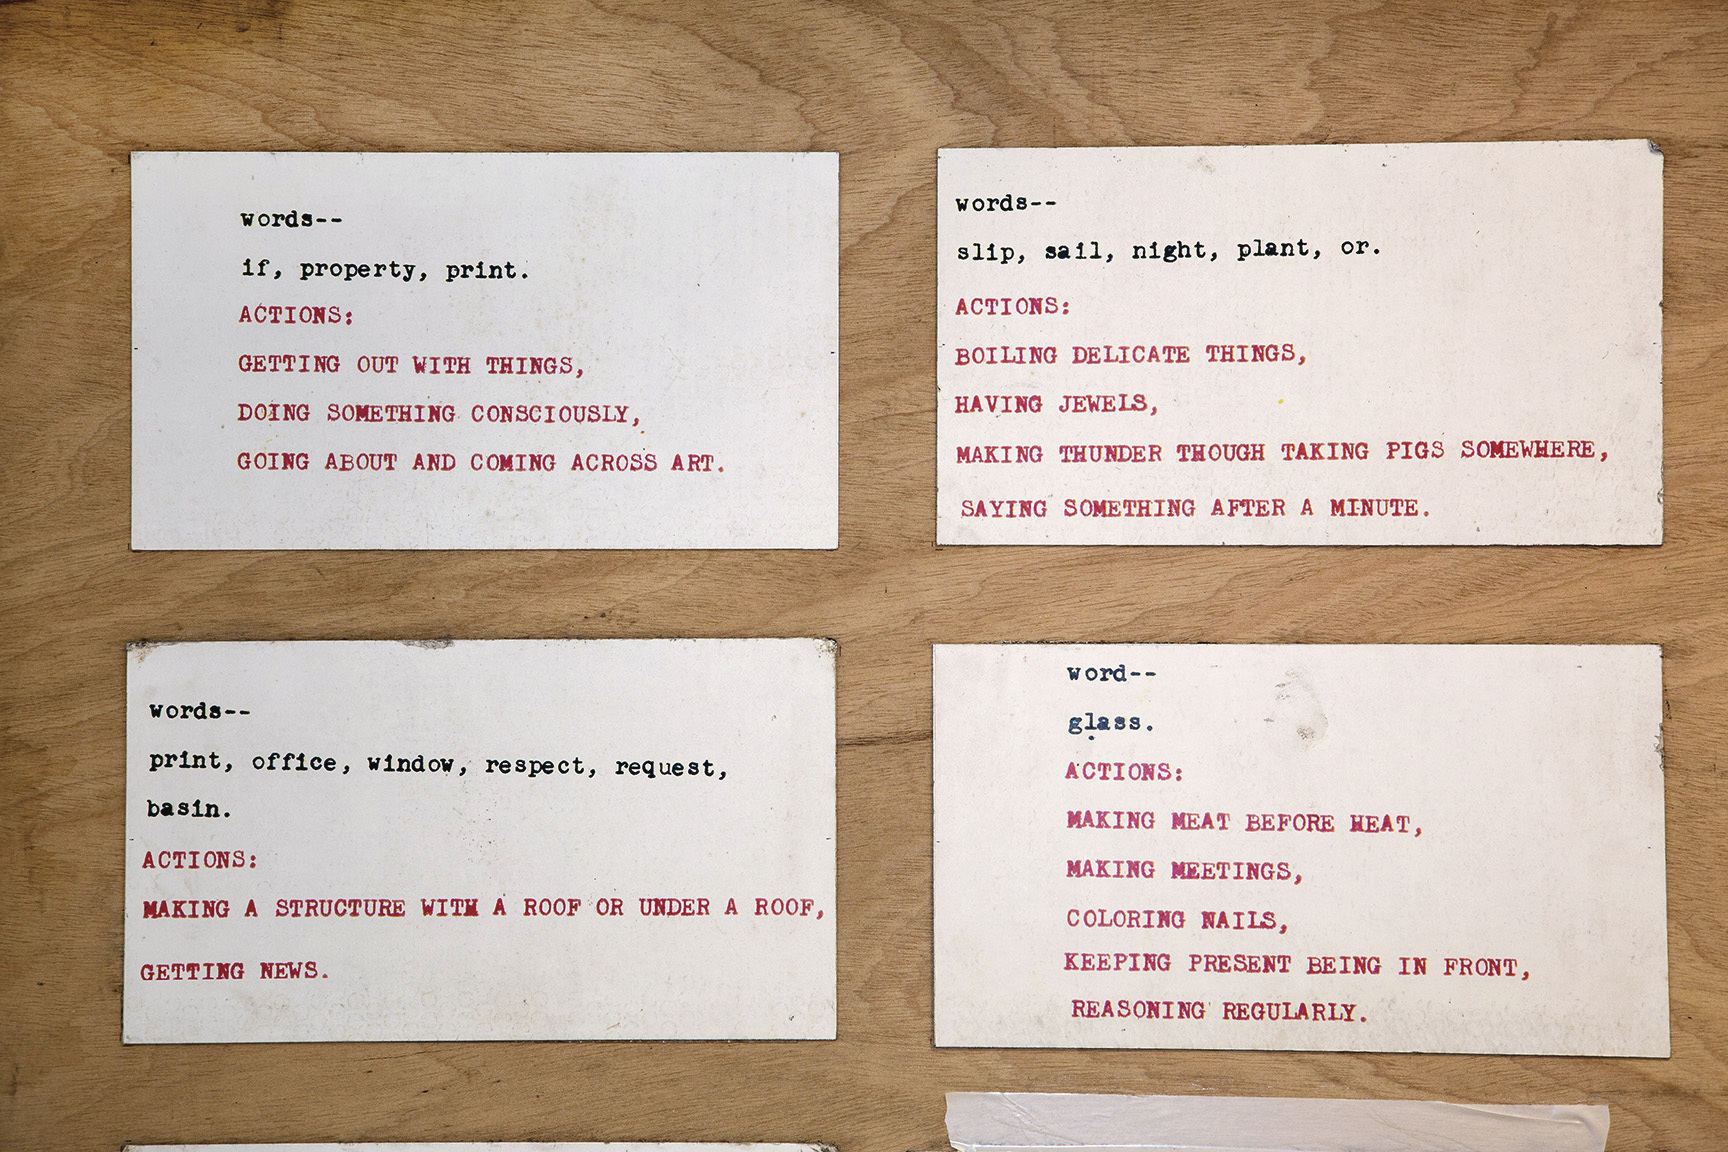 words--
if, property, print.
ACTIONS:
GETTING OUT WITH THINGS,
DOING SOMETHING CONSCIOUSLY,
GOING ABOUT AND COMING ACROSS ART.
words--
slip, sail, night, plant, or.
ACTIONS:
BOILING DELICATE THINGS,
HAVING JEWELS,
MAKING THUNDER THOUGH TAKING PIGS SOMEWHERE,
SAYING SOMETHING AFTER A MINUTE.
words--
print, office, window, respect, request,
basin.
ACTIONS:
MAKING A STRUCTURE WITH A ROOF OR UNDER A ROOF,
GETTING NEWS.
word--
glass.
ACTIONS:
MAKING MEAT BEFORE HEAT,
MAKING MEETINGS,
COLORING NAILS,
KEEPING PRESENT BEING IN FRONT,
REASONING REGULARLY.